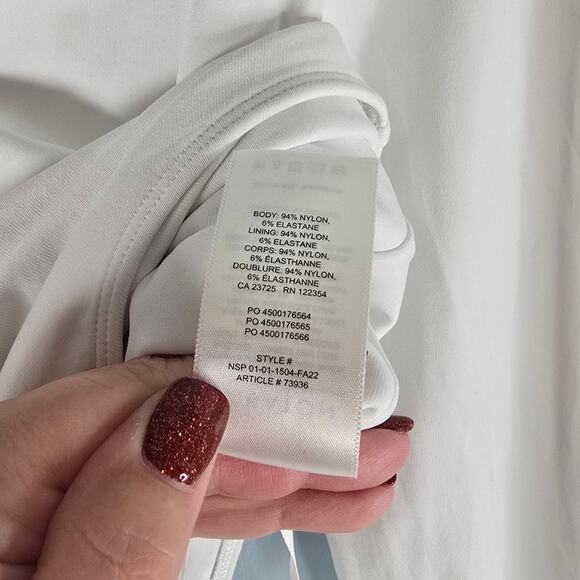 BODY: 94% NYLON,
6% ELASTANE
LINING: 94% NYLON,
6% ELASTANE
CORPS: 94% NYLON,
6% ÉLASTHANNE
DOUBLURE: 94% NYLON,
6% ÉLASTHANNE
CA 23725 RN 122354
PO 4500176564
PO 4500176565
PO 4500176566
STYLE #
NSP 01-01-1504-FA22
ARTICLE # 73936